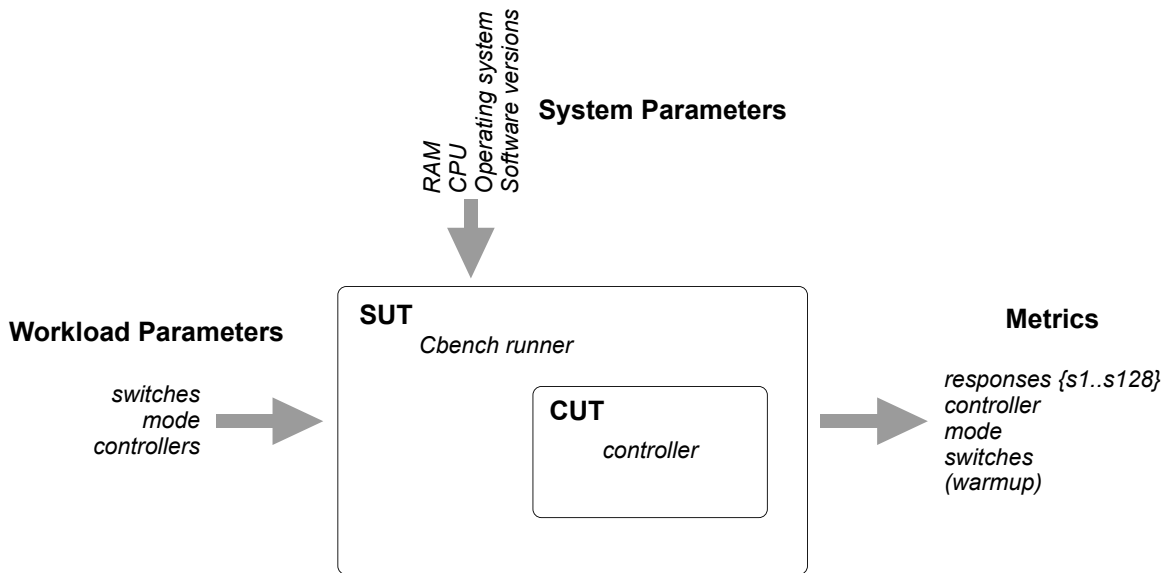 RAM
CPU
Operating system
Software versions
System Parameters
Workload Parameters
switches
mode
controllers
SUT
Cbench runner
CUT
controller
Metrics
responses {s1..s128}
controller
mode
switches
(warmup)